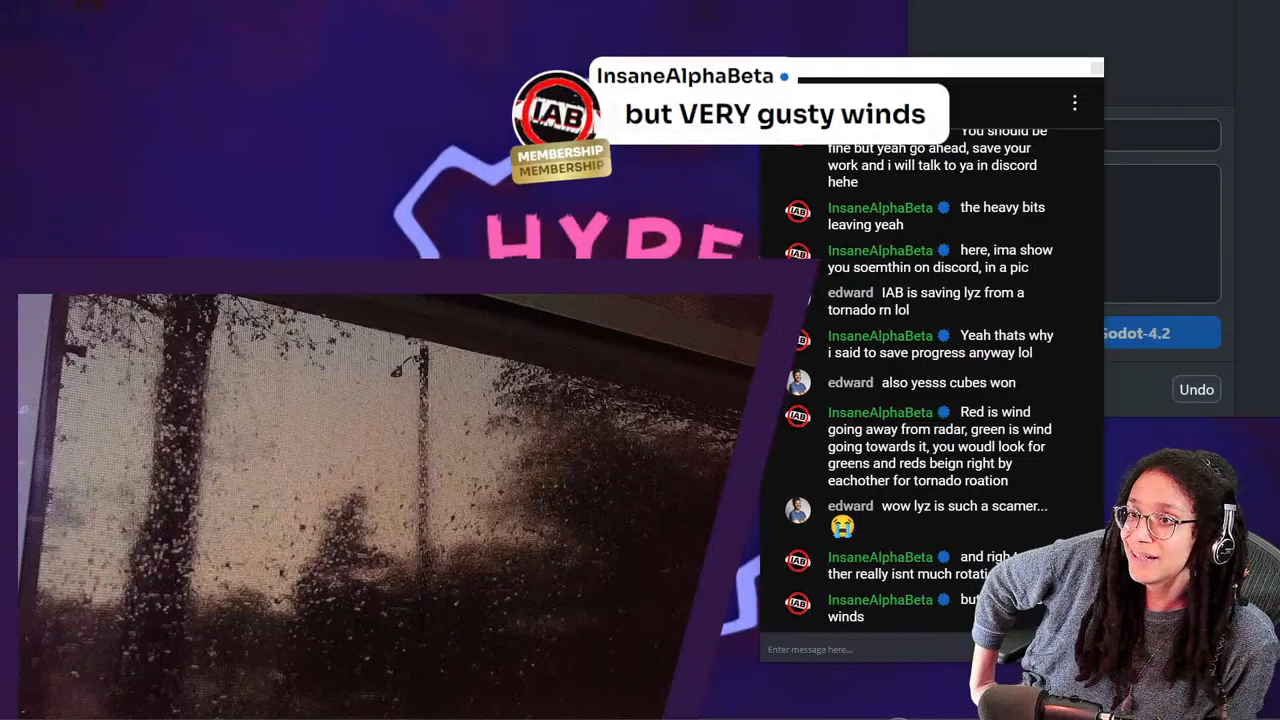 InsaneAlphaBeta
but VERY gusty winds
IAB
MEMBERSHIP
MEMBERSHIP
HYPE
You should be
fine but yeah go ahead, save your
work and i will talk to ya in discord
hehe
InsaneAlphaBeta the heavy bits
leaving yeah
InsaneAlphaBeta here, ima show
you soemthin on discord, in a pic
edward IAB is saving lyz from a
tornado rn lol
InsaneAlphaBeta Yeah thats why
i said to save progress anyway lol
edward also yesss cubes won
InsaneAlphaBeta Red is wind
going away from radar, green is wind
going towards it, you woudl look for
greens and reds beign right by
eachother for tornado roation
edward wow lyz is such a scamer...
😭
InsaneAlphaBeta and righ
ther really isnt much rotati
InsaneAlphaBeta but
winds
Enter message here...
Godot-4.2
Undo